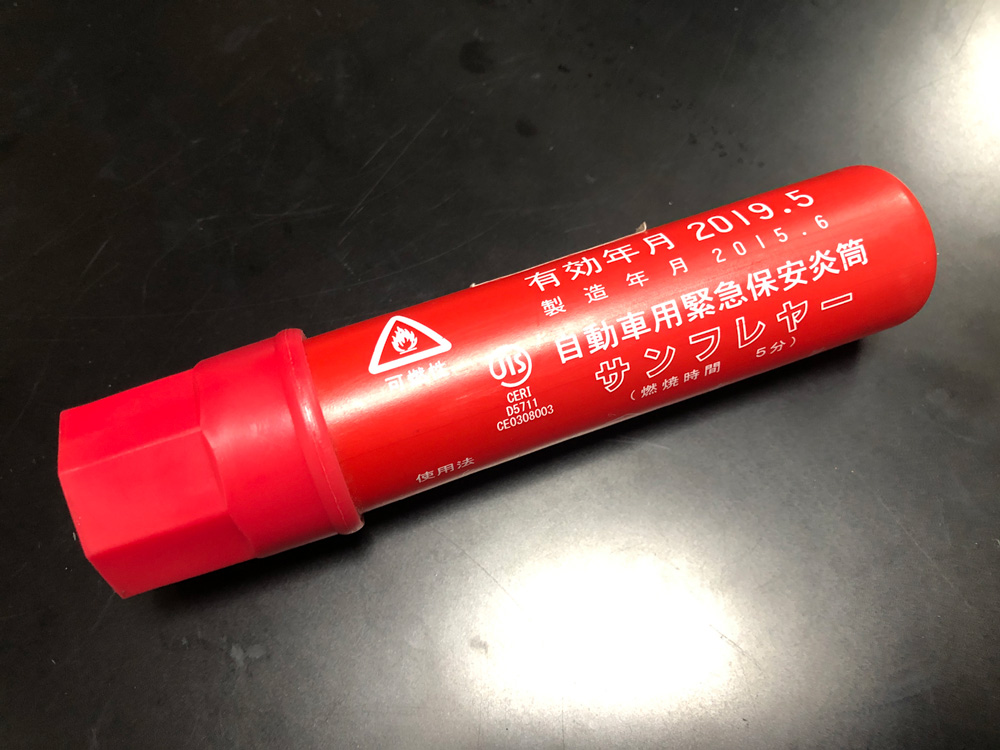 有効年月 2019.5
製造年月 2015.6
自動車用緊急保安炎筒
サンフレヤー
(燃焼時間 5分)
可燃性
JIS
CERI
D5711
CE0308003
使用法